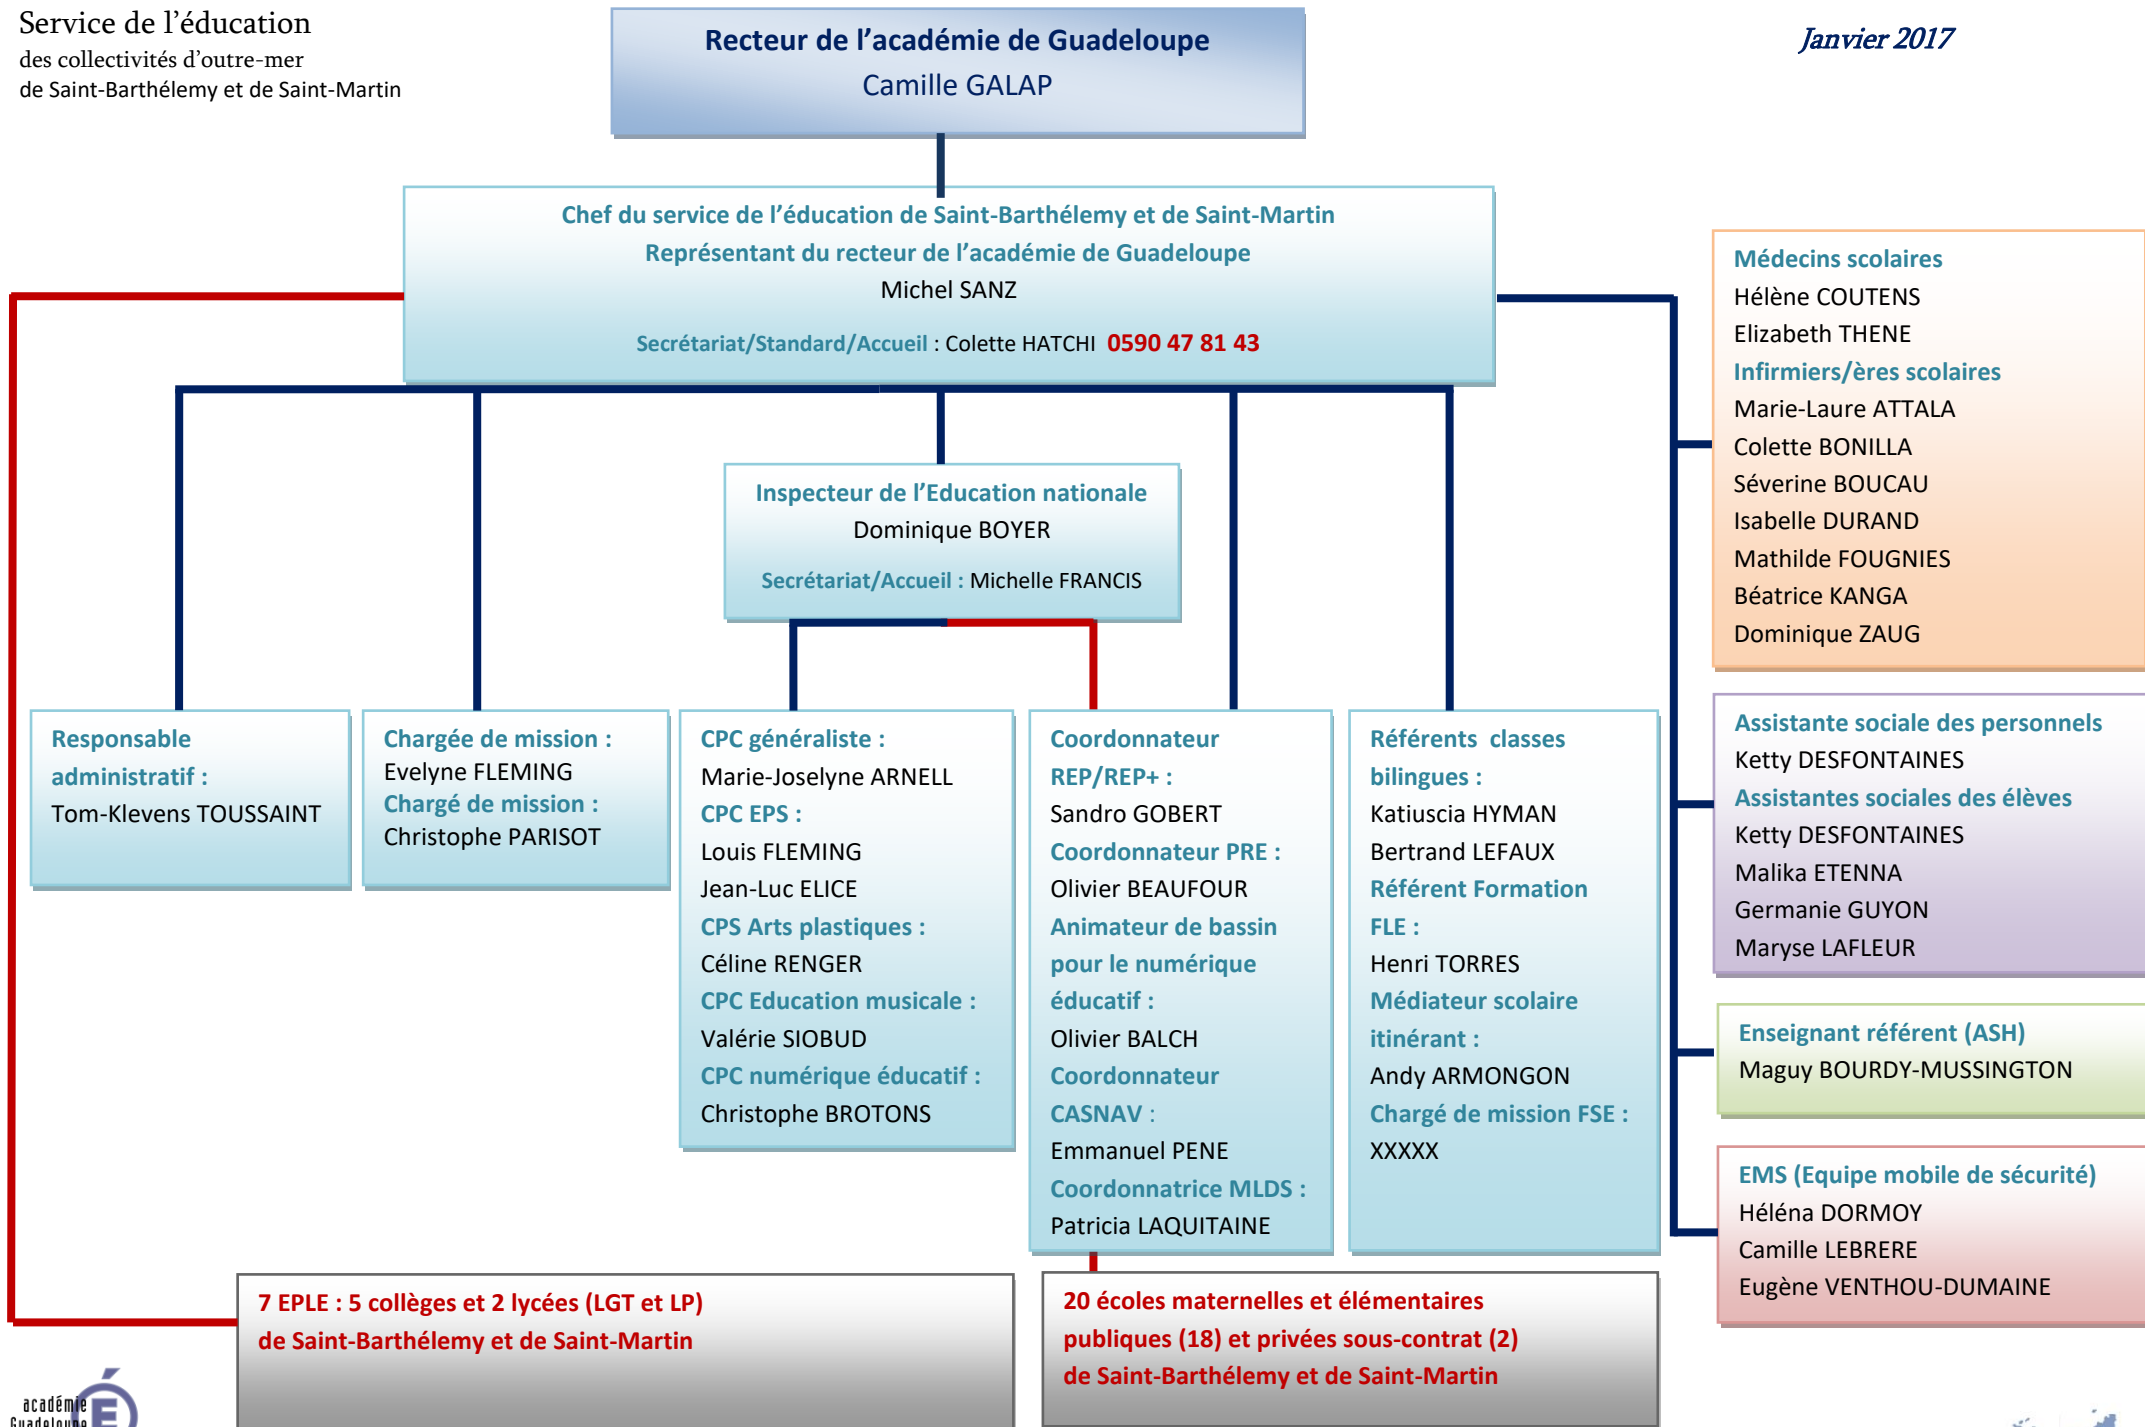 Service de l'éducation
des collectivités d'outre-mer
de Saint-Barthélemy et de Saint-Martin
Recteur de l'académie de Guadeloupe
Camille GALAP
Janvier 2017
Chef du service de l'éducation de Saint-Barthélemy et de Saint-Martin
Représentant du recteur de l'académie de Guadeloupe
Michel SANZ
Secrétariat/Standard/Accueil : Colette HATCHI 0590 47 81 43
Inspecteur de l'Education nationale
Dominique BOYER
Secrétariat/Accueil : Michelle FRANCIS
Responsable
administratif :
Tom-Klevens TOUSSAINT
Chargée de mission :
Evelyne FLEMING
Chargé de mission :
Christophe PARISOT
CPC généraliste :
Marie-Joselyne ARNELL
CPC EPS :
Louis FLEMING
Jean-Luc ELICE
CPS Arts plastiques :
Céline RENGER
CPC Education musicale :
Valérie SIOBUD
CPC numérique éducatif :
Christophe BROTONS
Coordonnateur
REP/REP+ :
Sandro GOBERT
Coordonnateur PRE :
Olivier BEAUFOUR
Animateur de bassin
pour le numérique
éducatif :
Olivier BALCH
Coordonnateur
CASNAV :
Emmanuel PENE
Coordonnatrice MLDS :
Patricia LAQUITAINE
Référents classes
bilingues :
Katiuscia HYMAN
Bertrand LEFAUX
Référent Formation
FLE :
Henri TORRES
Médiateur scolaire
itinérant :
Andy ARMONGON
Chargé de mission FSE :
XXXXX
Médecins scolaires
Hélène COUTENS
Elizabeth THENE
Infirmiers/ères scolaires
Marie-Laure ATTALA
Colette BONILLA
Séverine BOUCAU
Isabelle DURAND
Mathilde FOUGNIES
Béatrice KANGA
Dominique ZAUG
Assistante sociale des personnels
Ketty DESFONTAINES
Assistantes sociales des élèves
Ketty DESFONTAINES
Malika ETENNA
Germanie GUYON
Maryse LAFLEUR
Enseignant référent (ASH)
Maguy BOURDY-MUSSINGTON
EMS (Equipe mobile de sécurité)
Héléna DORMOY
Camille LEBRERE
Eugène VENTHOU-DUMAINE
7 EPLE : 5 collèges et 2 lycées (LGT et LP)
de Saint-Barthélemy et de Saint-Martin
20 écoles maternelles et élémentaires
publiques (18) et privées sous-contrat (2)
de Saint-Barthélemy et de Saint-Martin
académie
Guadeloupe
É